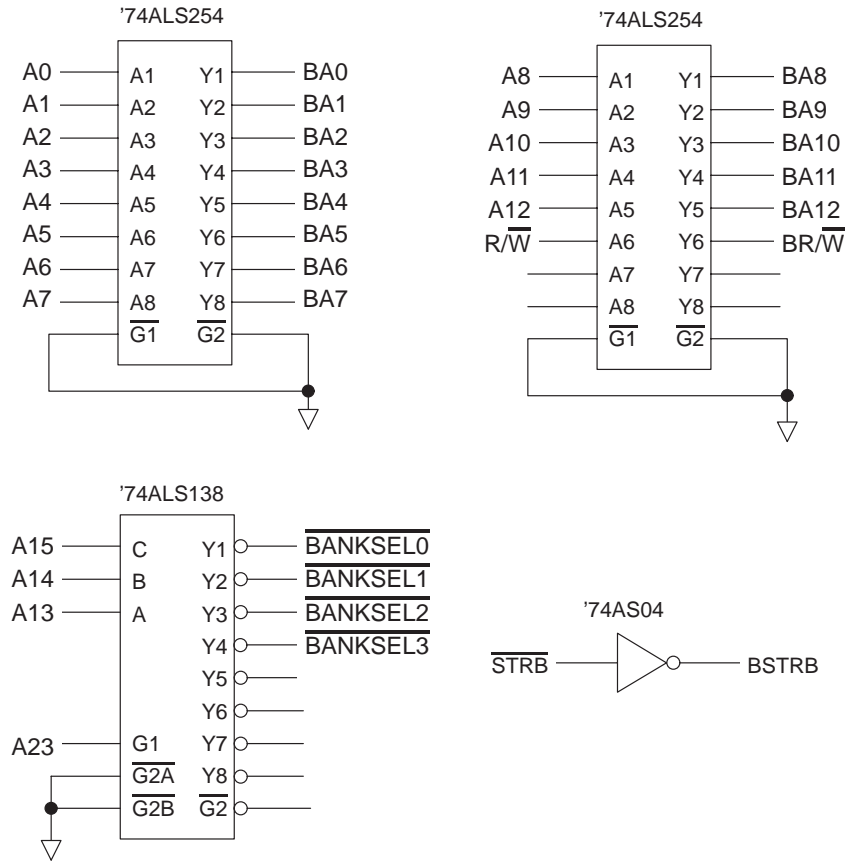 '74ALS254
A0 A1 Y1 BA0
A1 A2 Y2 BA1
A2 A3 Y3 BA2
A3 A4 Y4 BA3
A4 A5 Y5 BA4
A5 A6 Y6 BA5
A6 A7 Y7 BA6
A7 A8 Y8 BA7
G1 G2
'74ALS254
A8 A1 Y1 BA8
A9 A2 Y2 BA9
A10 A3 Y3 BA10
A11 A4 Y4 BA11
A12 A5 Y5 BA12
R/W A6 Y6 BR/W
A7 Y7
A8 Y8
G1 G2
'74ALS138
A15 C Y1 BANKSEL0
A14 B Y2 BANKSEL1
A13 A Y3 BANKSEL2
Y4 BANKSEL3
Y5
Y6
A23 G1 Y7
G2A Y8
G2B G2
'74AS04
STRB BSTRB